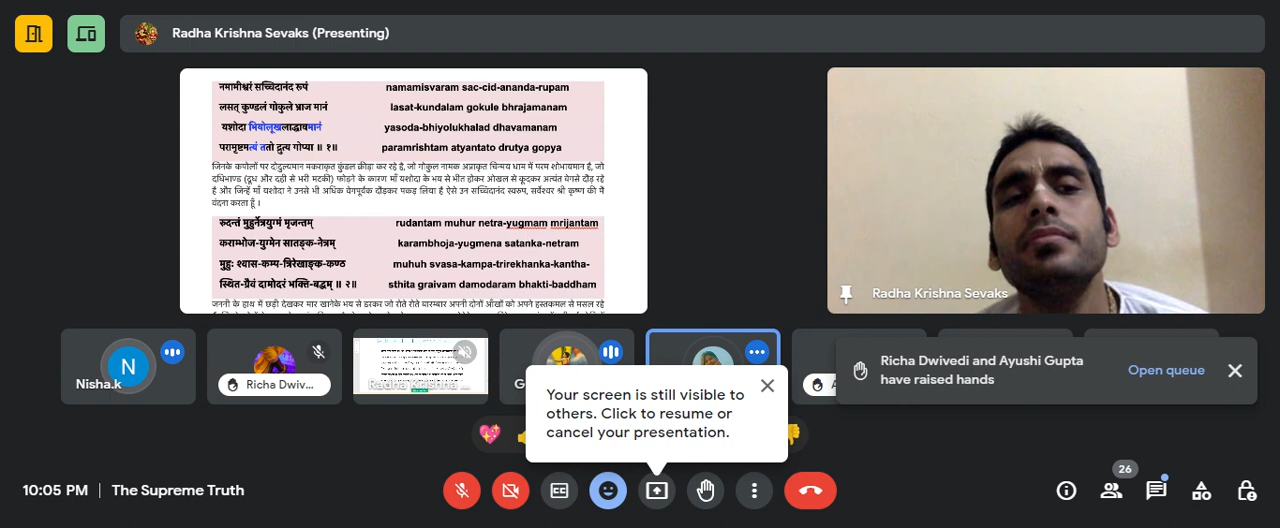 Radha Krishna Sevaks (Presenting)
नमामीश्वरं सच्चिदानंद रूपं namamisvaram sac-cid-ananda-rupam
लसत् कुण्डलं गोकुले भ्राज मानं lasat-kundalam gokule bhrajamanam
यशोदा भियोलूखलाद्धावमानं yasoda-bhiyolukhalad dhavamanam
परामृष्टमत्यं ततो द्रुत्य गोप्या ॥ १॥ paramrishtam atyantato drutya gopya
जिनके कपोलों पर दोदुल्यमान मकराकृत कुंडल क्रीड़ा कर रहे है, जो गोकुल नामक अप्राकृत चिन्मय धाम में परम शोभायमान है, जो
दधिभाण्ड (दूध और दही से भरी मटकी) फोड़ने के कारण माँ यशोदा के भय से भीत होकर ओखल से कूदकर अत्यंत वेगसे दौड़ रहे
है और जिन्हें माँ यशोदा ने उनसे भी अधिक वेगपूर्वक दौड़कर पकड़ लिया है ऐसे उन सच्चिदानंद स्वरुप, सर्वेश्वर श्री कृष्ण की मै
वंदना करता हूँ ।
रुदन्तं मुहुर्नेत्रयुग्मं मृजन्तम् rudantam muhur netra-yugmam mrijantam
कराम्भोज-युग्मेन सातङ्क-नेत्रम् karambhoja-yugmena satanka-netram
मुहुः श्वास-कम्प-त्रिरेखाङ्क-कण्ठ muhuh svasa-kampa-trirekhanka-kantha-
स्थित-ग्रैवं दामोदरं भक्ति-बद्धम् ॥ २॥ sthita graivam damodaram bhakti-baddham
जननी के हाथ में छड़ी देखकर मार खानेके भय से डरकर जो रोते रोते बारम्बार अपनी दोनों आँखों को अपने हस्तकमल से मसल रहे
Radha Krishna Sevaks
N
Nisha.k
Richa Dwiv...
Radha Krishna ...
G
A
Richa Dwivedi and Ayushi Gupta
have raised hands
Open queue
Your screen is still visible to
others. Click to resume or
cancel your presentation.
10:05 PM | The Supreme Truth
CC
26